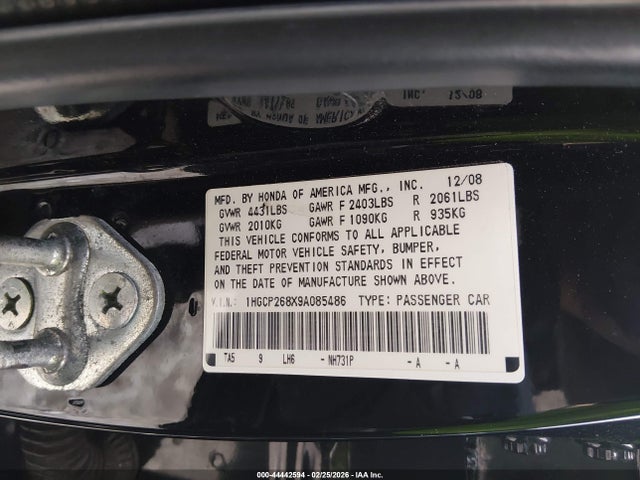 INC. 12/08
MFD. BY HONDA OF AMERICA MFG., INC. 12/08
GVWR 4431LBS GAWR F 2403LBS R 2061LBS
GVWR 2010KG GAWR F 1090KG R 935KG
THIS VEHICLE CONFORMS TO ALL APPLICABLE
FEDERAL MOTOR VEHICLE SAFETY, BUMPER,
AND THEFT PREVENTION STANDARDS IN EFFECT
ON THE DATE OF MANUFACTURE SHOWN ABOVE.
V.I.N.: 1HGCP268X9A085486 TYPE: PASSENGER CAR
TA5 9 LH6 - NH731P - A - A
000-44442594 - 02/25/2026 - IAA Inc.